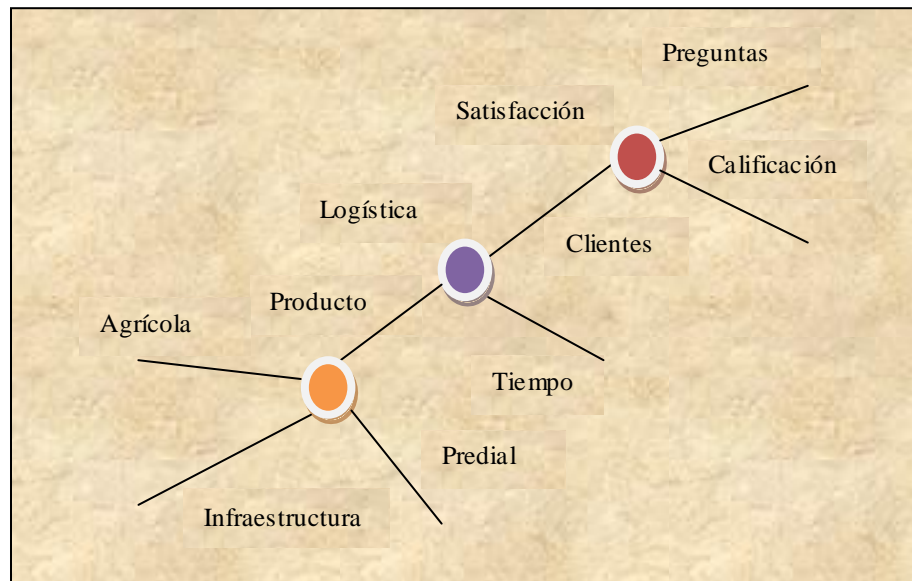 Preguntas
Satisfacción
Calificación
Logística
Clientes
Producto
Agrícola
Tiempo
Predial
Infraestructura